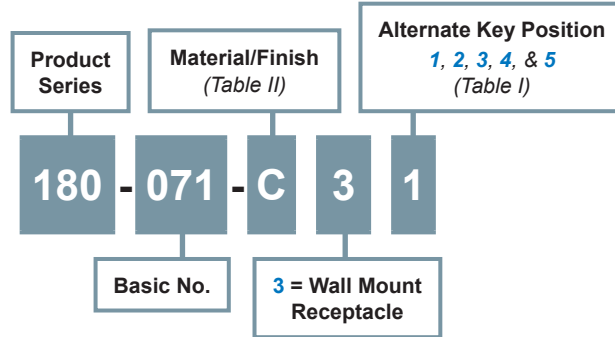 Product
Series
Material/Finish
(Table II)
Alternate Key Position
1, 2, 3, 4, & 5
(Table I)
180 - 071 - C 3 1
Basic No.
3 = Wall Mount
Receptacle